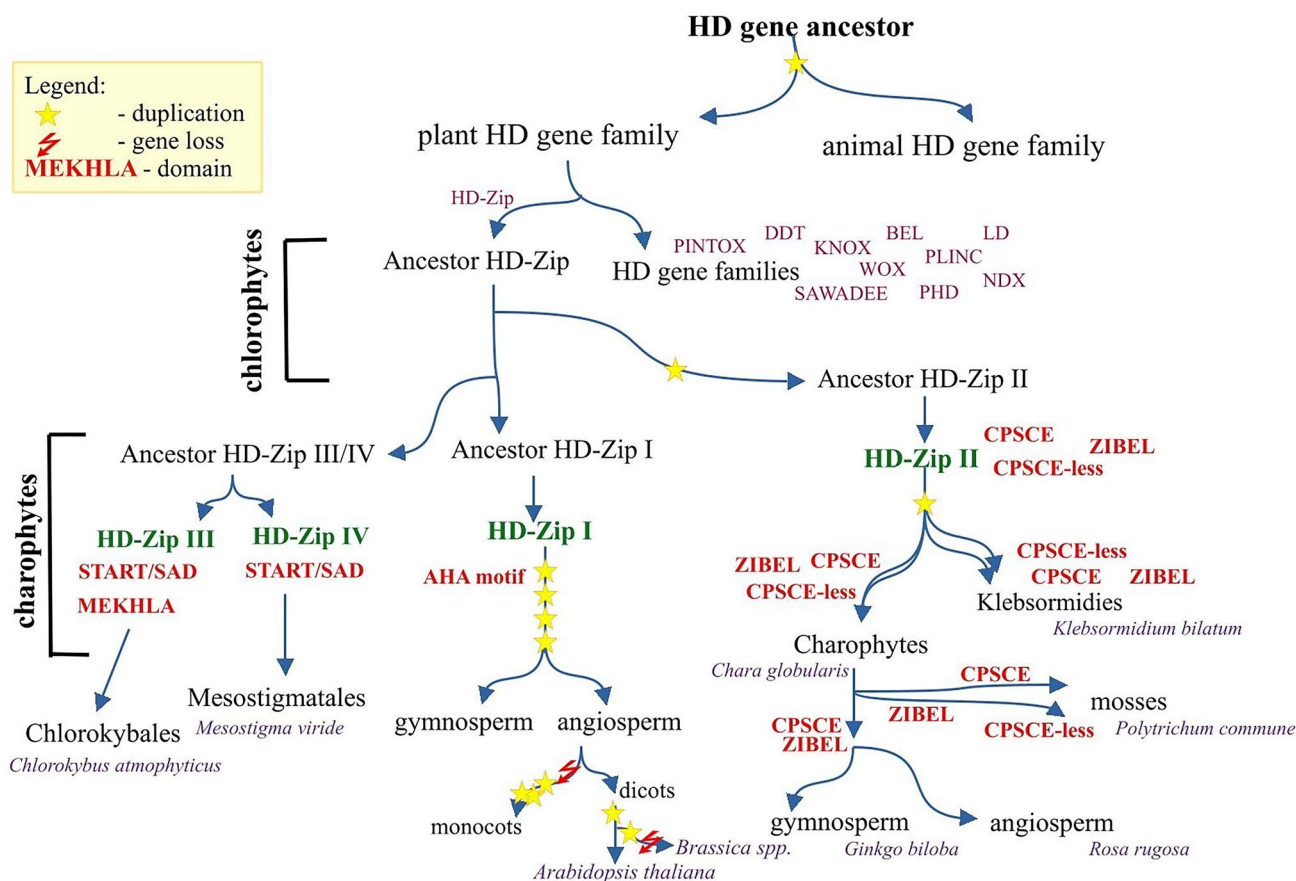 HD gene ancestor
Legend:
- duplication
- gene loss
MEKHLA - domain
plant HD gene family
animal HD gene family
HD-Zip
chlorophytes
Ancestor HD-Zip
HD gene families
PINTOX
DDT
KNOX
BEL
LD
WOX
PLINC
NDX
SAWADEE
PHD
Ancestor HD-Zip II
charophytes
Ancestor HD-Zip III/IV
Ancestor HD-Zip I
HD-Zip II
CPSCE
ZIBEL
CPSCE-less
HD-Zip III
START/SAD
MEKHLA
HD-Zip IV
START/SAD
HD-Zip I
AHA motif
ZIBEL CPSCE
CPSCE-less
CPSCE-less
CPSCE ZIBEL
Klebsormidies
Klebsormidium bilatum
Charophytes
Chara globularis
Chlorokybales
Chlorokybus atmophyticus
Mesostigmatales
Mesostigma viride
gymnosperm
angiosperm
CPSCE
ZIBEL
CPSCE
ZIBEL
CPSCE-less
mosses
Polytrichum commune
monocots
dicots
Brassica spp.
Arabidopsis thaliana
gymnosperm
Ginkgo biloba
angiosperm
Rosa rugosa